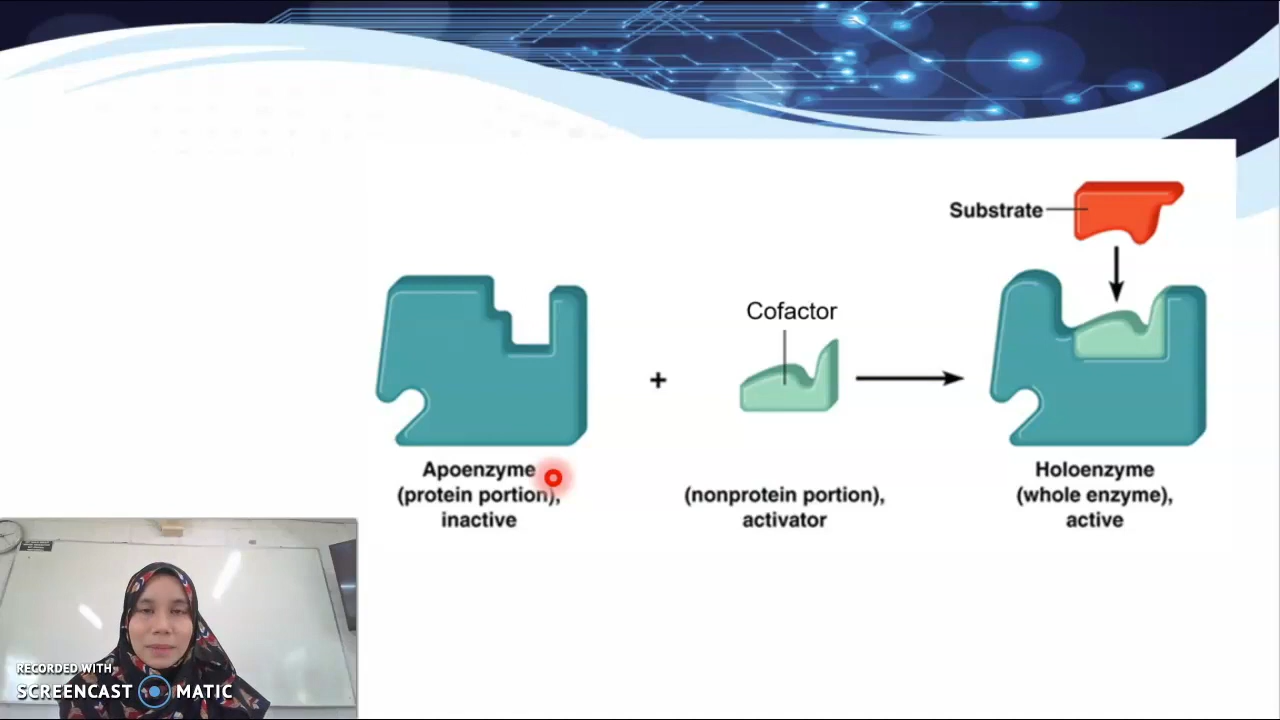 Substrate
Cofactor
+
Apoenzyme
(protein portion),
inactive
(nonprotein portion),
activator
Holoenzyme
(whole enzyme),
active
RECORDED WITH
SCREENCAST MATIC